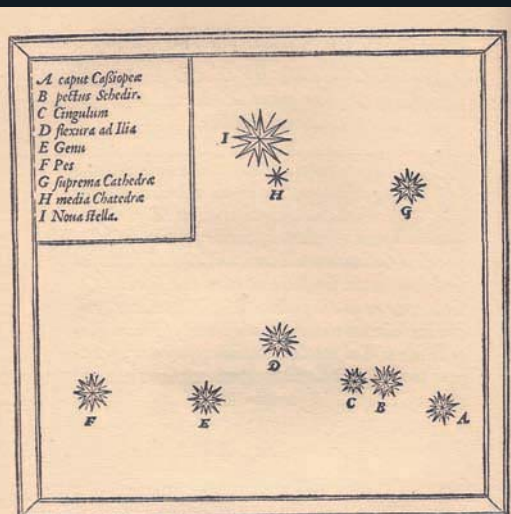 A caput Caſsiopeæ
B pectus Schedir.
C Cingulum
D flexura ad Ilia
E Genu
F Pes
G ſuprema Cathedræ
H media Chatedræ
I Noua ſtella.
I
H
G
D
C
B
A
E
F